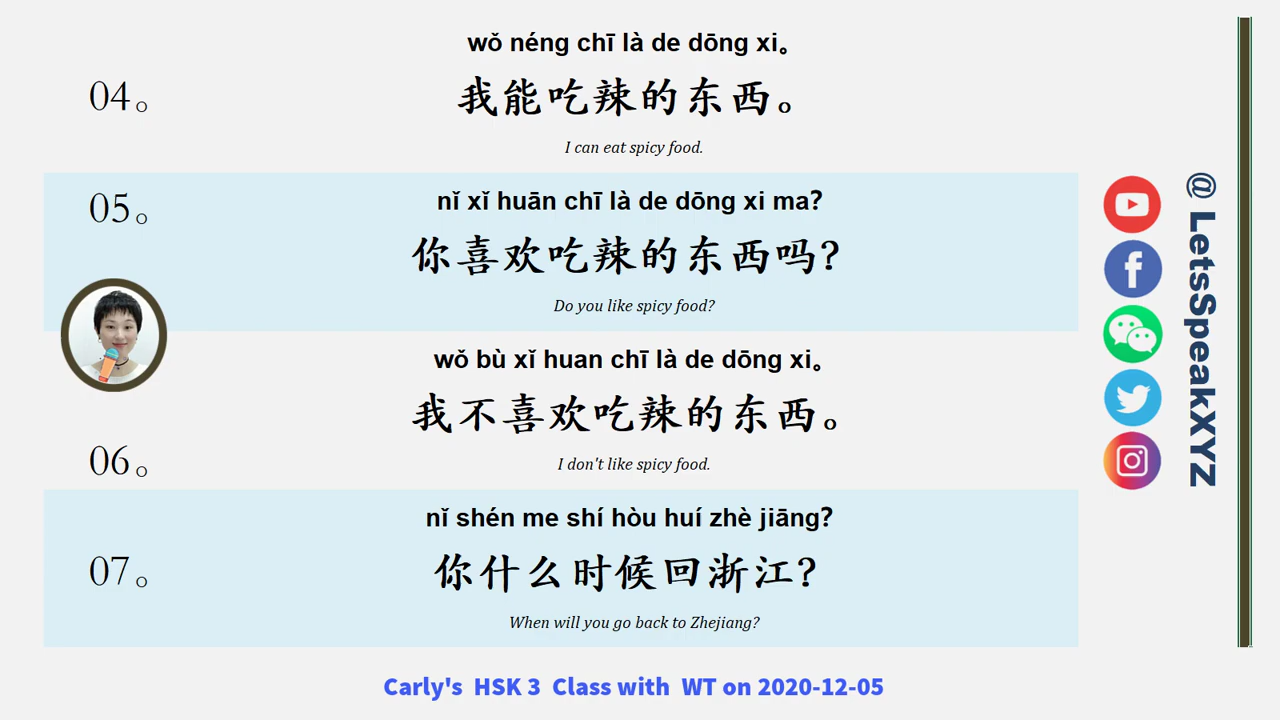 wǒ néng chī là de dōng xi。
04。
我能吃辣的东西。
I can eat spicy food.
nǐ xǐ huān chī là de dōng xi ma?
05。
你喜欢吃辣的东西吗?
Do you like spicy food?
wǒ bù xǐ huan chī là de dōng xi。
我不喜欢吃辣的东西。
06。
I don't like spicy food.
nǐ shén me shí hòu huí zhè jiāng?
07。
你什么时候回浙江?
When will you go back to Zhejiang?
@ LetsSpeakXYZ
Carly's HSK 3 Class with WT on 2020-12-05